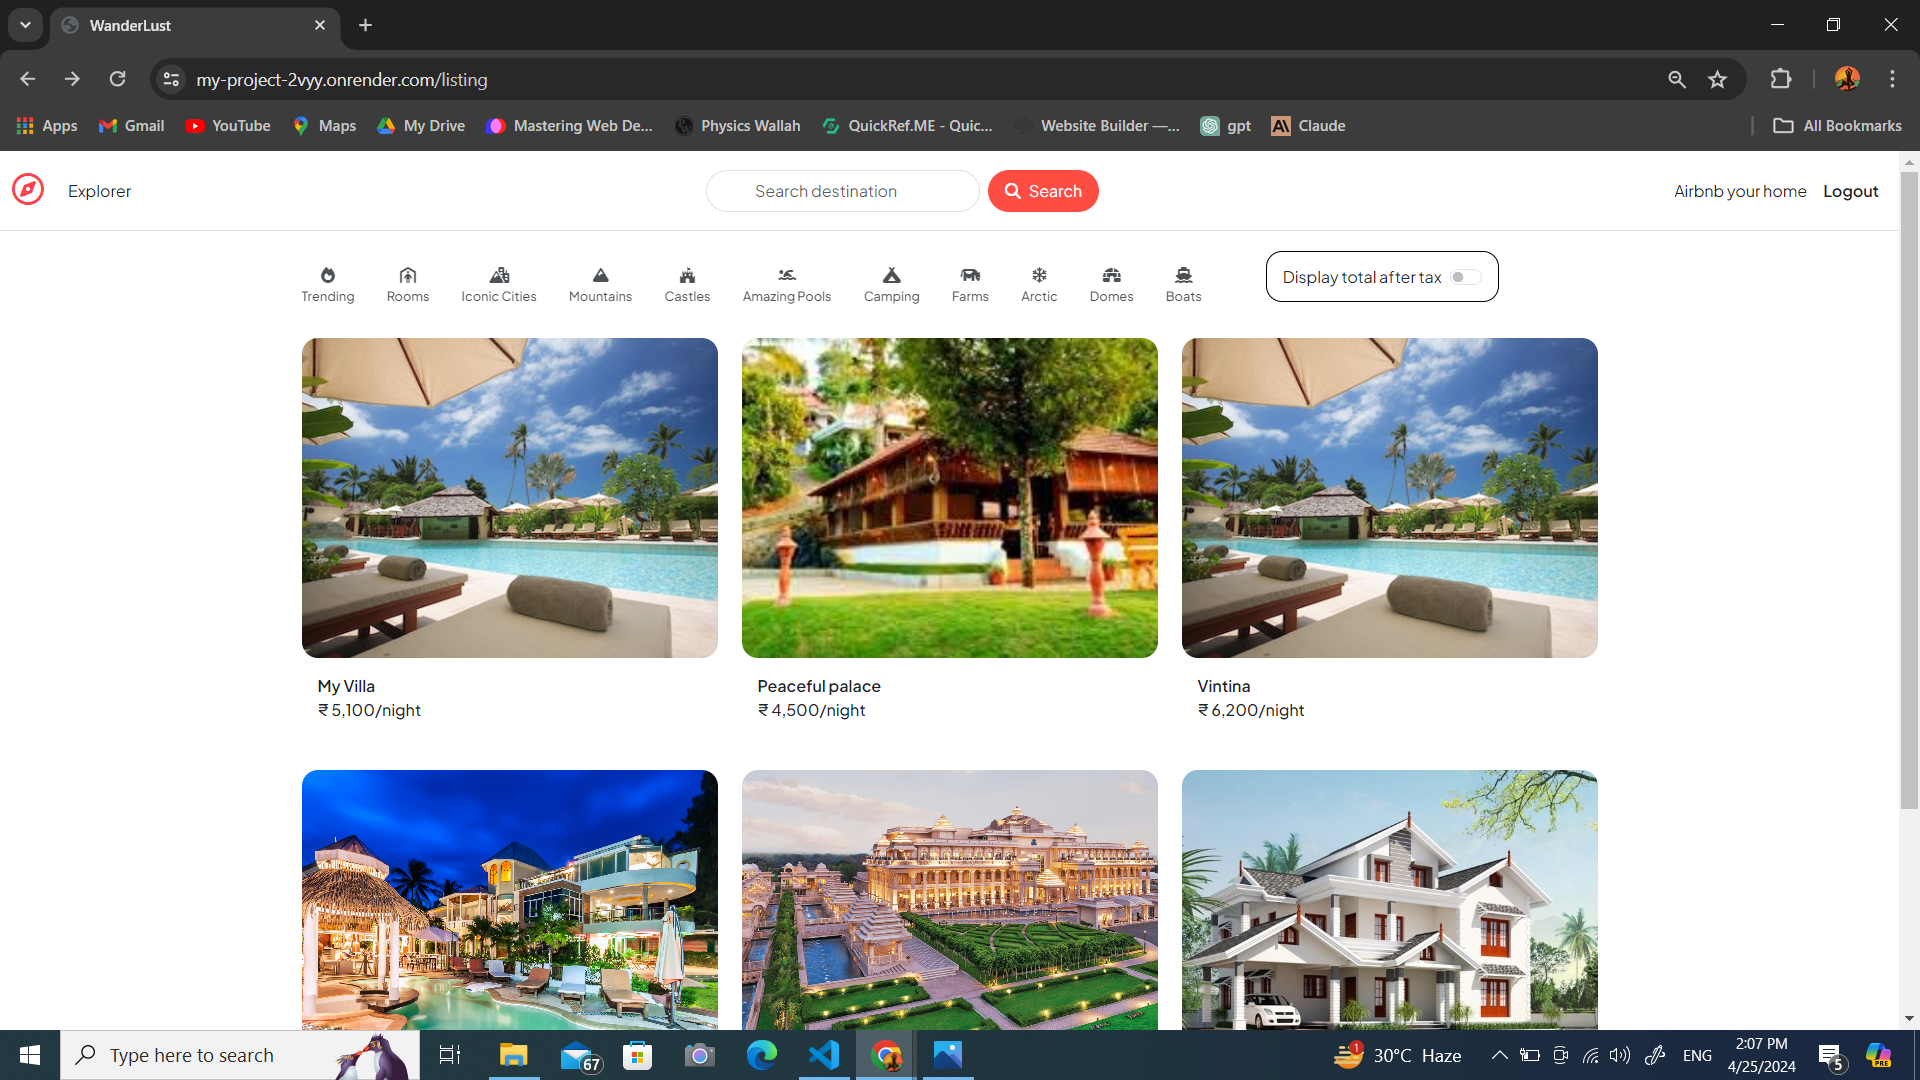 WanderLust
my-project-2vyy.onrender.com/listing
Apps Gmail YouTube Maps My Drive Mastering Web De... Physics Wallah QuickRef.ME - Quic... Website Builder —... gpt Claude All Bookmarks
Explorer Search destination Search Airbnb your home Logout
Trending Rooms Iconic Cities Mountains Castles Amazing Pools Camping Farms Arctic Domes Boats Display total after tax
My Villa Peaceful palace Vintina
₹ 5,100/night ₹ 4,500/night ₹ 6,200/night
Type here to search 67 1 30°C Haze ENG 2:07 PM 5 PRE
4/25/2024